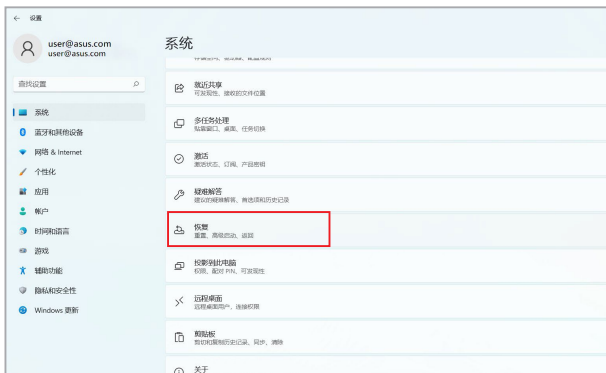 设置
user@asus.com
user@asus.com
查找设置
系统
蓝牙和其他设备
网络 & Internet
个性化
应用
帐户
时间和语言
游戏
辅助功能
隐私和安全性
Windows 更新
系统
就近共享
可发现性、接收的文件位置
多任务处理
贴靠窗口、桌面、任务切换
激活
激活状态、订阅、产品密钥
疑难解答
建议的疑难解答、首选项和历史记录
恢复
重置、高级启动、返回
投影到此电脑
权限、配对 PIN、可发现性
远程桌面
远程桌面用户、连接权限
剪贴板
剪切和复制历史记录、同步、清除
关于